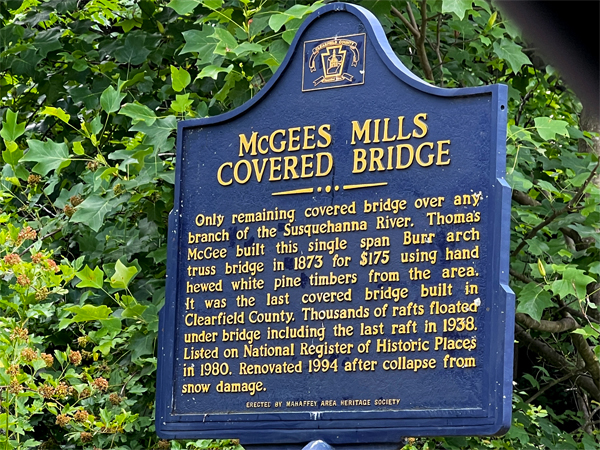 CLEARFIELD COUNTY
McGEES MILLS
COVERED BRIDGE
Only remaining covered bridge over any
branch of the Susquehanna River. Thomas
McGee built this single span Burr arch
truss bridge in 1873 for $175 using hand
hewed white pine timbers from the area.
It was the last covered bridge built in
Clearfield County. Thousands of rafts floated
under bridge including the last raft in 1938.
Listed on National Register of Historic Places
in 1980. Renovated 1994 after collapse from
snow damage.
ERECTED BY MAHAFFEY AREA HERITAGE SOCIETY